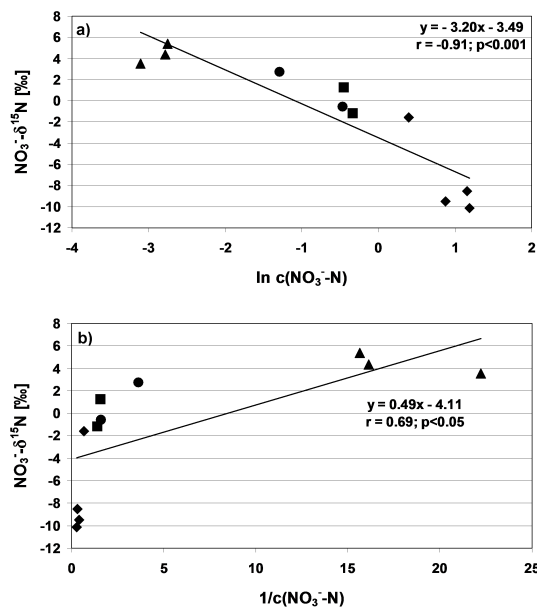 a)
y = - 3.20x - 3.49
r = -0.91; p<0.001
NO₃⁻-δ¹⁵N [‰]
8
6
4
2
0
-2
-4
-6
-8
-10
-12
-4 -3 -2 -1 0 1 2
ln c(NO₃⁻-N)
b)
y = 0.49x - 4.11
r = 0.69; p<0.05
NO₃⁻-δ¹⁵N [‰]
8
6
4
2
0
-2
-4
-6
-8
-10
-12
0 5 10 15 20 25
1/c(NO₃⁻-N)